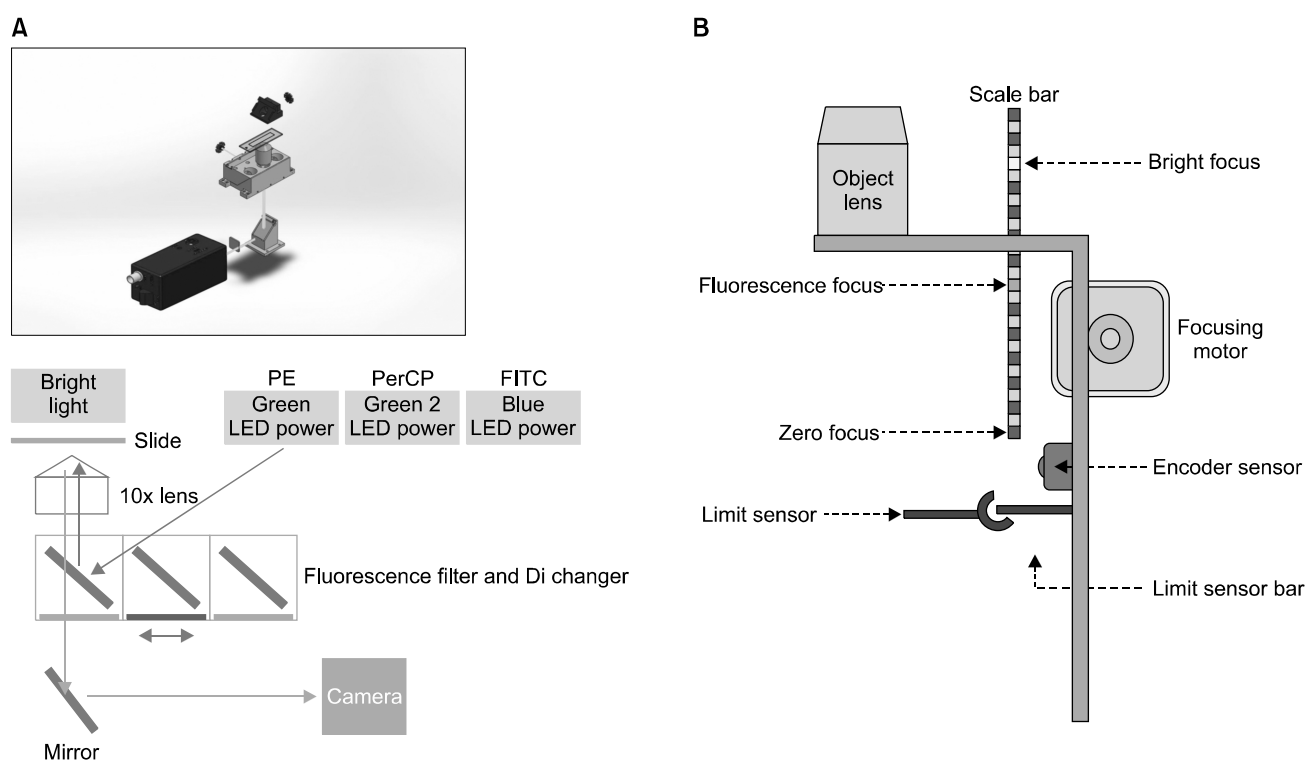 A
Bright
light
Slide
10x lens
PE
Green
LED power
PerCP
Green 2
LED power
FITC
Blue
LED power
Fluorescence filter and Di changer
Camera
Mirror
B
Scale bar
Bright focus
Object
lens
Fluorescence focus
Focusing
motor
Zero focus
Encoder sensor
Limit sensor
Limit sensor bar